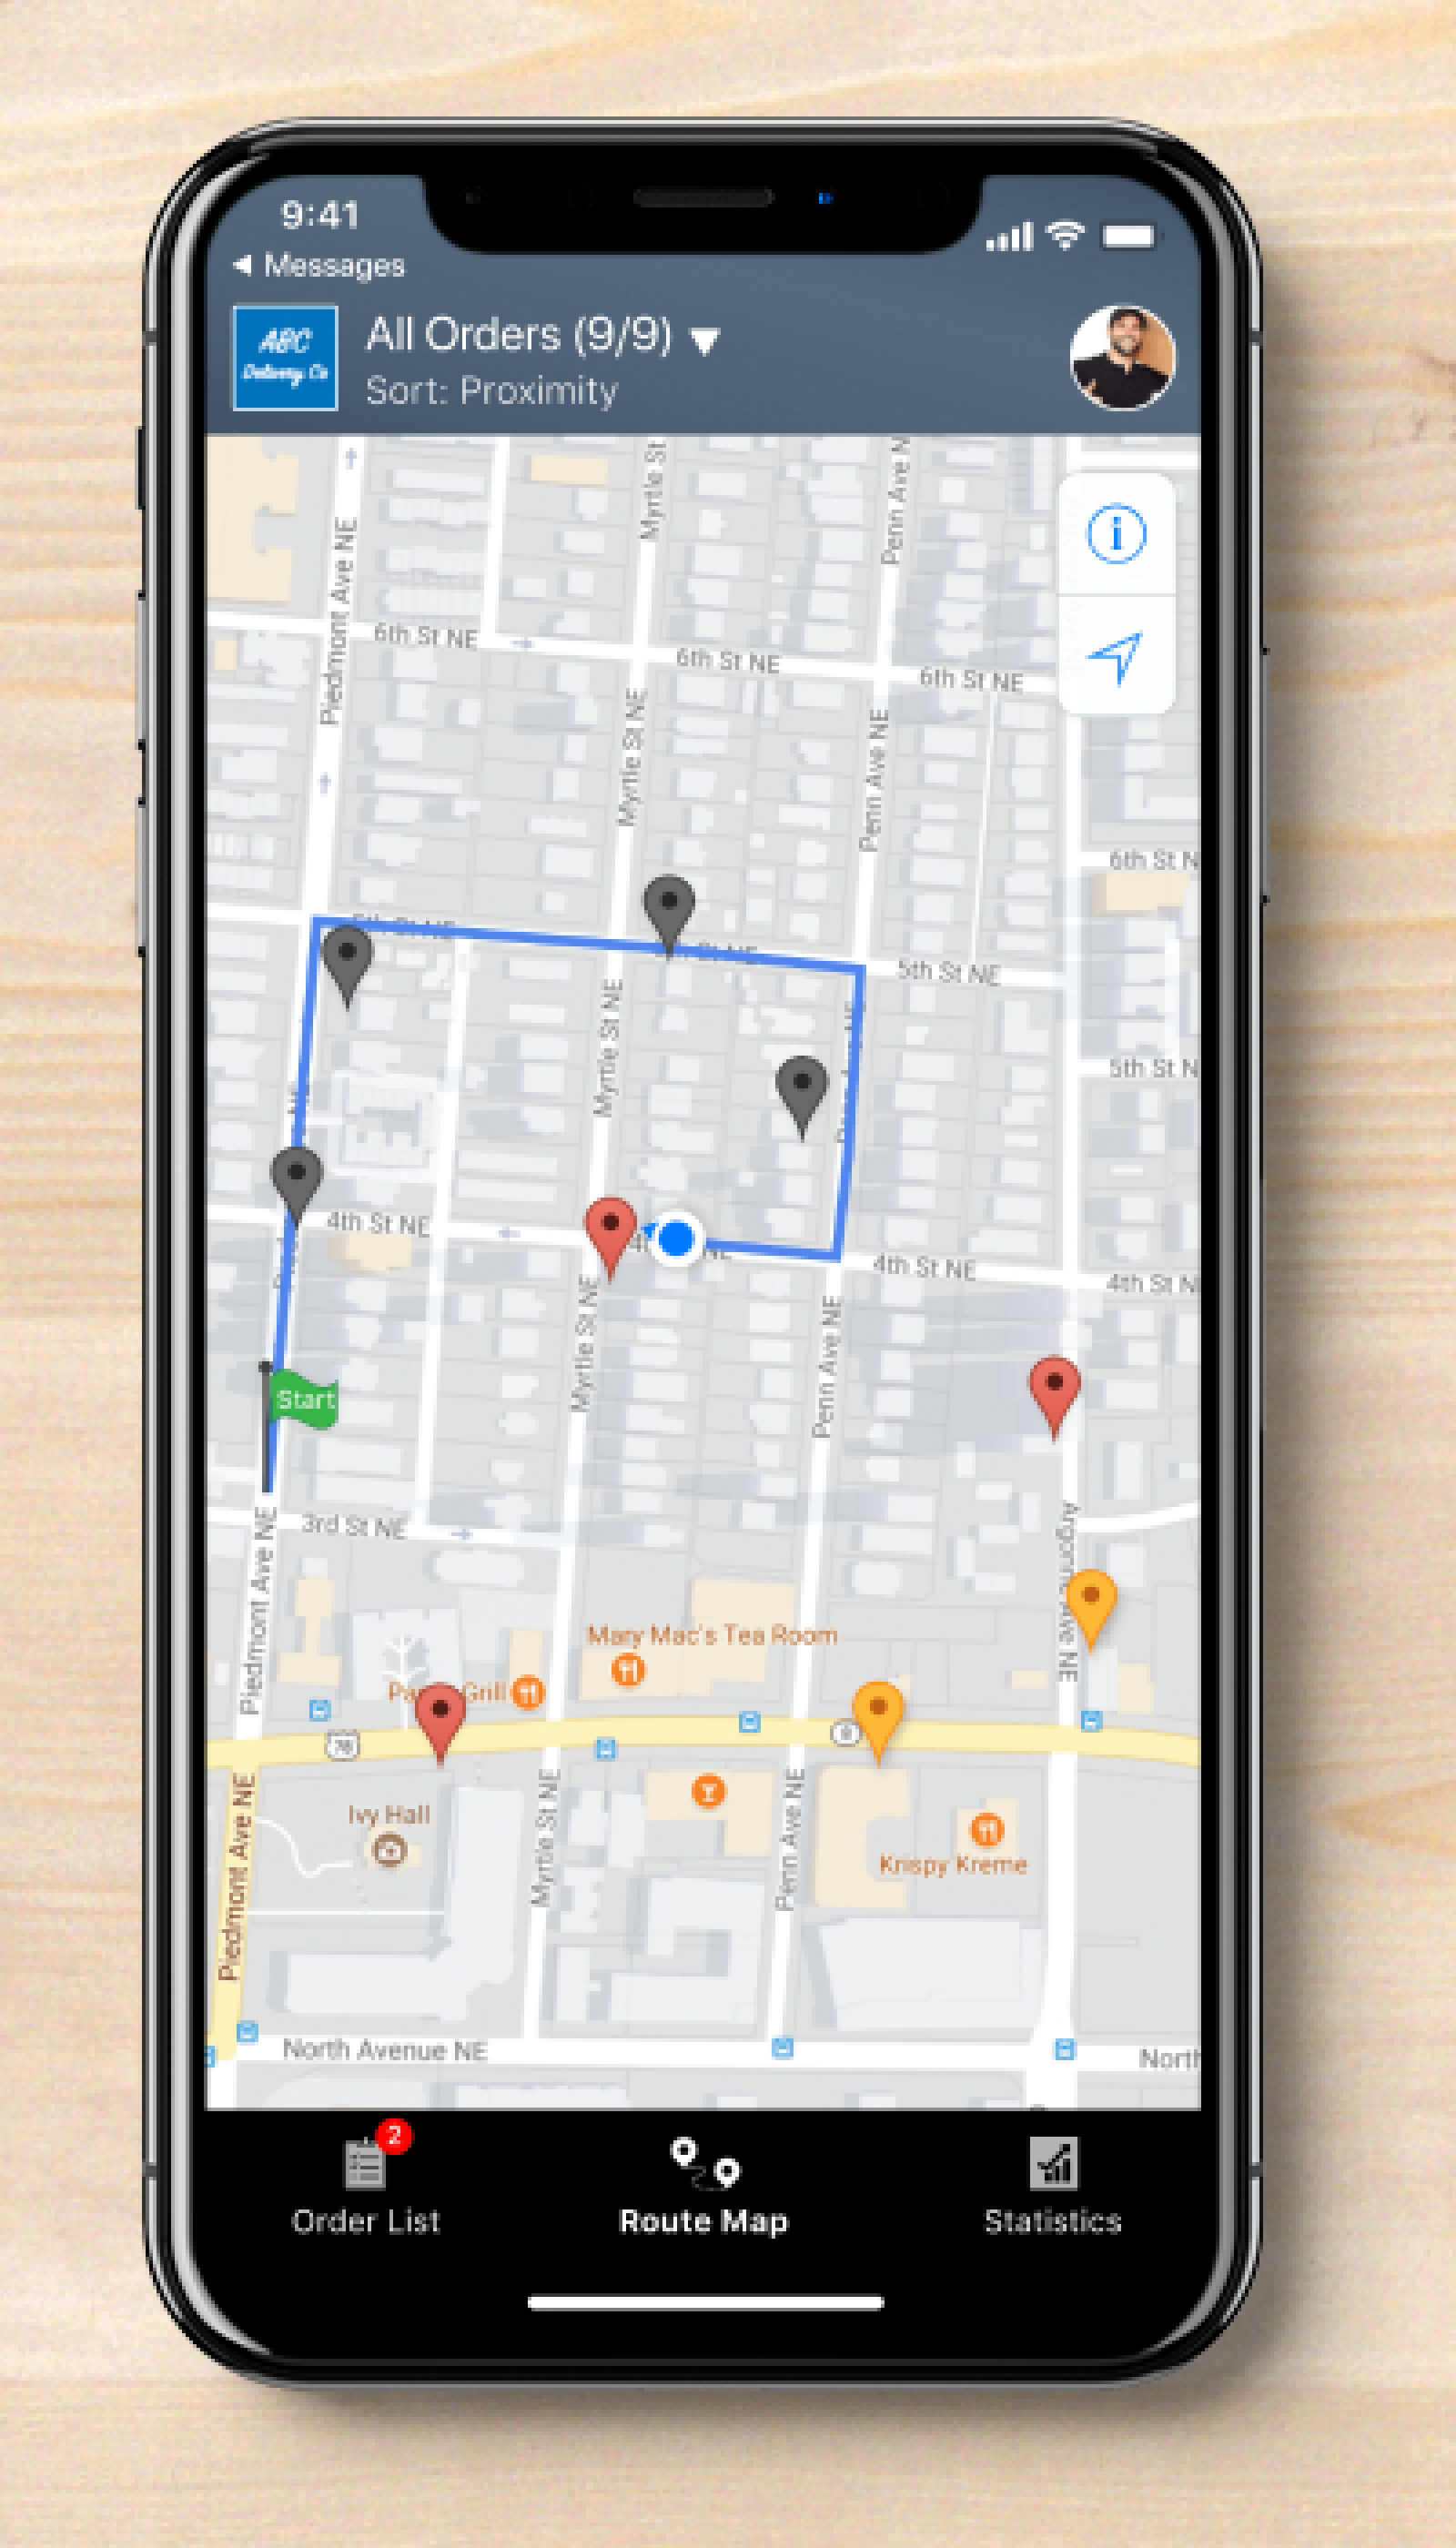 9:41
◀ Messages
ABC
Delivery Co
All Orders (9/9) ▼
Sort: Proximity
Piedmont Ave NE
Myrtle St
Penn Ave N
6th St NE
6th St NE
6th St NE
Myrtle St NE
Penn Ave NE
6th St N
5th St NE
5th St NE
Myrtle St NE
5th St N
NE
4th St NE
4th St NE
4th St N
Myrtle St NE
Penn Ave NE
Start
3rd St NE
Piedmont Ave NE
Argonne Ave NE
Mary Mac's Tea Room
Grill
78
8
Piedmont Ave NE
Ivy Hall
Myrtle St NE
Penn Ave NE
Krispy Kreme
North Avenue NE
North
2
Order List
Route Map
Statistics